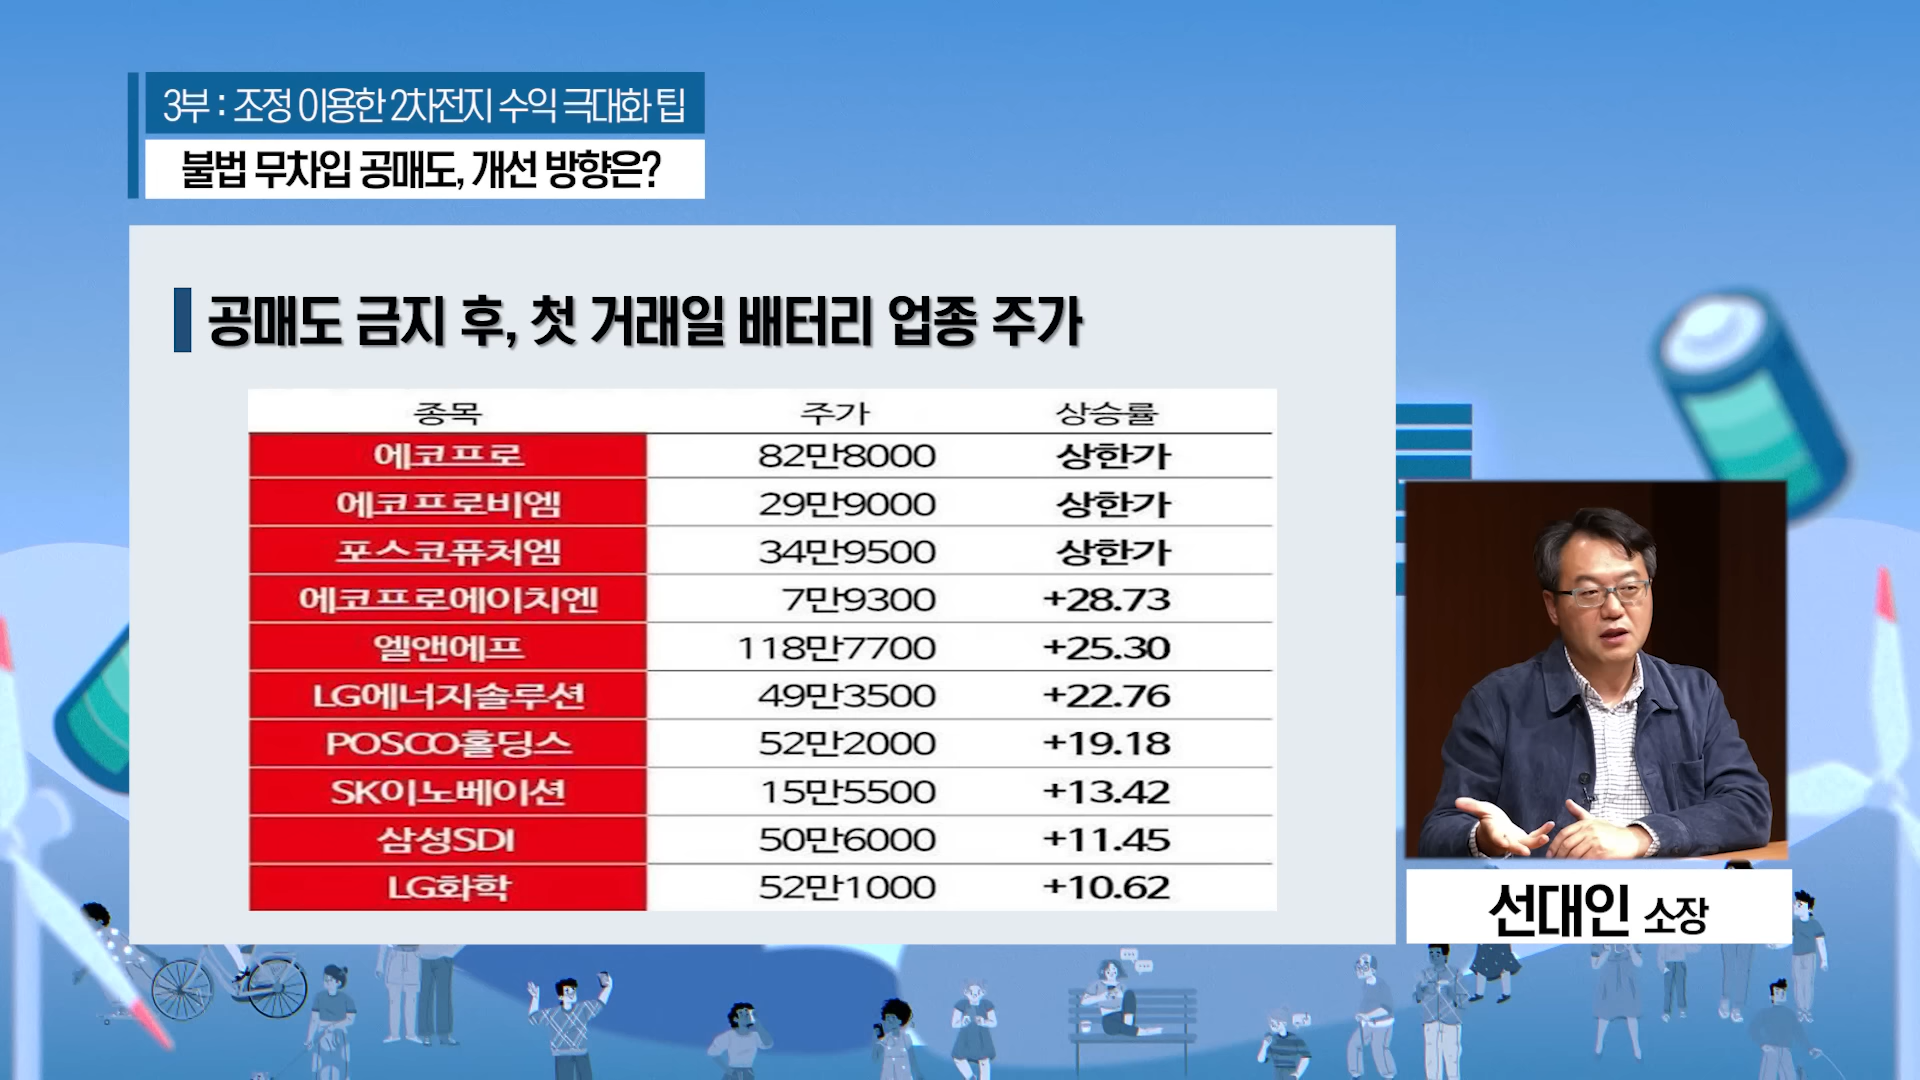 3부 : 조정 이용한 2차전지 수익 극대화 팁
불법 무차입 공매도, 개선 방향은?
공매도 금지 후, 첫 거래일 배터리 업종 주가
종목 주가 상승률
에코프로 82만8000 상한가
에코프로비엠 29만9000 상한가
포스코퓨처엠 34만9500 상한가
에코프로에이치엔 7만9300 +28.73
엘앤에프 118만7700 +25.30
LG에너지솔루션 49만3500 +22.76
POSCO홀딩스 52만2000 +19.18
SK이노베이션 15만5500 +13.42
삼성SDI 50만6000 +11.45
LG화학 52만1000 +10.62
선대인 소장